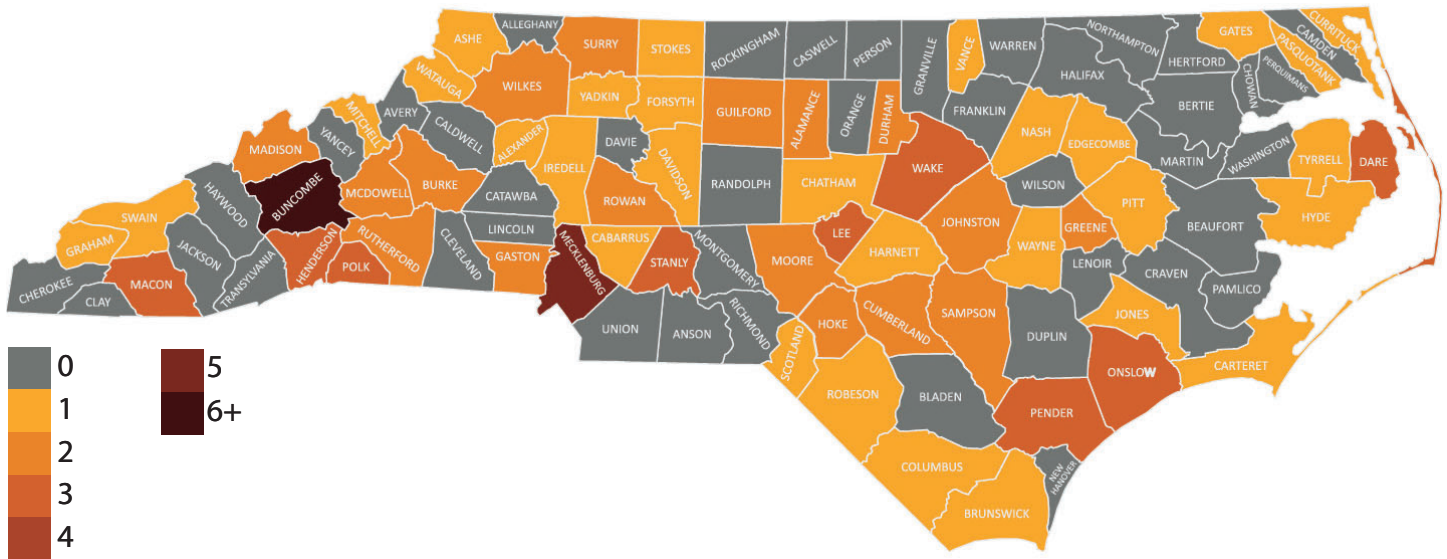 ALLEGHANY
ASHE
SURRY
STOKES
ROCKINGHAM
CASWELL
PERSON
GRANVILLE
VANCE
WARREN
NORTHAMPTON
GATES
CURRITUCK
CAMDEN
PASQUOTANK
PERQUIMANS
CHOWAN
HERTFORD
HALIFAX
BERTIE
WATAUGA
WILKES
YADKIN
FORSYTH
GUILFORD
ALAMANCE
ORANGE
DURHAM
FRANKLIN
NASH
EDGECOMBE
MARTIN
WASHINGTON
TYRRELL
DARE
MITCHELL
AVERY
CALDWELL
YANCEY
MADISON
ALEXANDER
IREDELL
DAVIE
DAVIDSON
RANDOLPH
CHATHAM
WAKE
WILSON
PITT
BEAUFORT
HYDE
HAYWOOD
BUNCOMBE
MCDOWELL
BURKE
CATAWBA
ROWAN
LINCOLN
SWAIN
GRAHAM
JACKSON
HENDERSON
RUTHERFORD
POLK
CLEVELAND
GASTON
MECKLENBURG
CABARRUS
STANLY
MONTGOMERY
MOORE
LEE
HARNETT
JOHNSTON
WAYNE
GREENE
LENOIR
CRAVEN
PAMLICO
CHEROKEE
CLAY
MACON
TRANSYLVANIA
UNION
ANSON
RICHMOND
SCOTLAND
HOKE
CUMBERLAND
SAMPSON
DUPLIN
JONES
CARTERET
ONSLOW
ROBESON
BLADEN
PENDER
COLUMBUS
BRUNSWICK
NEW
HANOVER
0
1
2
3
4
5
6+